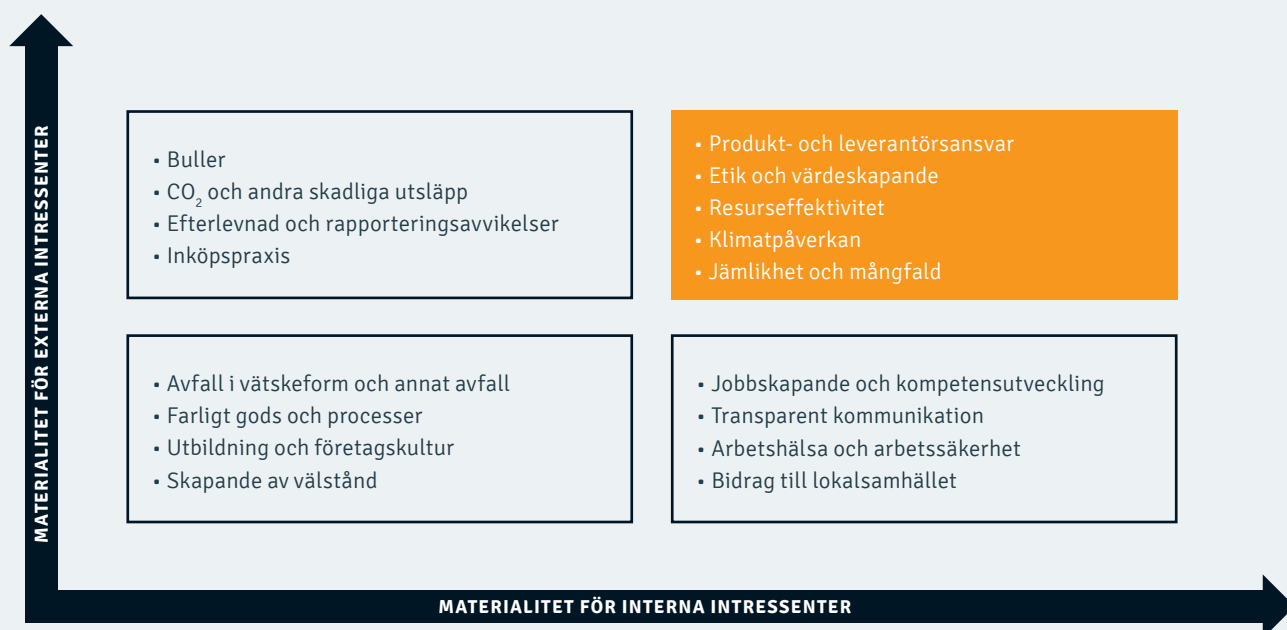 MATERIALITET FÖR EXTERNA INTRESSENTER
• Buller
• CO₂ och andra skadliga utsläpp
• Efterlevnad och rapporteringsavvikelser
• Inköpspraxis
• Produkt- och leverantörsansvar
• Etik och värdeskapande
• Resurseffektivitet
• Klimatpåverkan
• Jämlikhet och mångfald
• Avfall i vätskeform och annat avfall
• Farligt gods och processer
• Utbildning och företagskultur
• Skapande av välstånd
• Jobbskapande och kompetensutveckling
• Transparent kommunikation
• Arbetshälsa och arbetssäkerhet
• Bidrag till lokalsamhället
MATERIALITET FÖR INTERNA INTRESSENTER